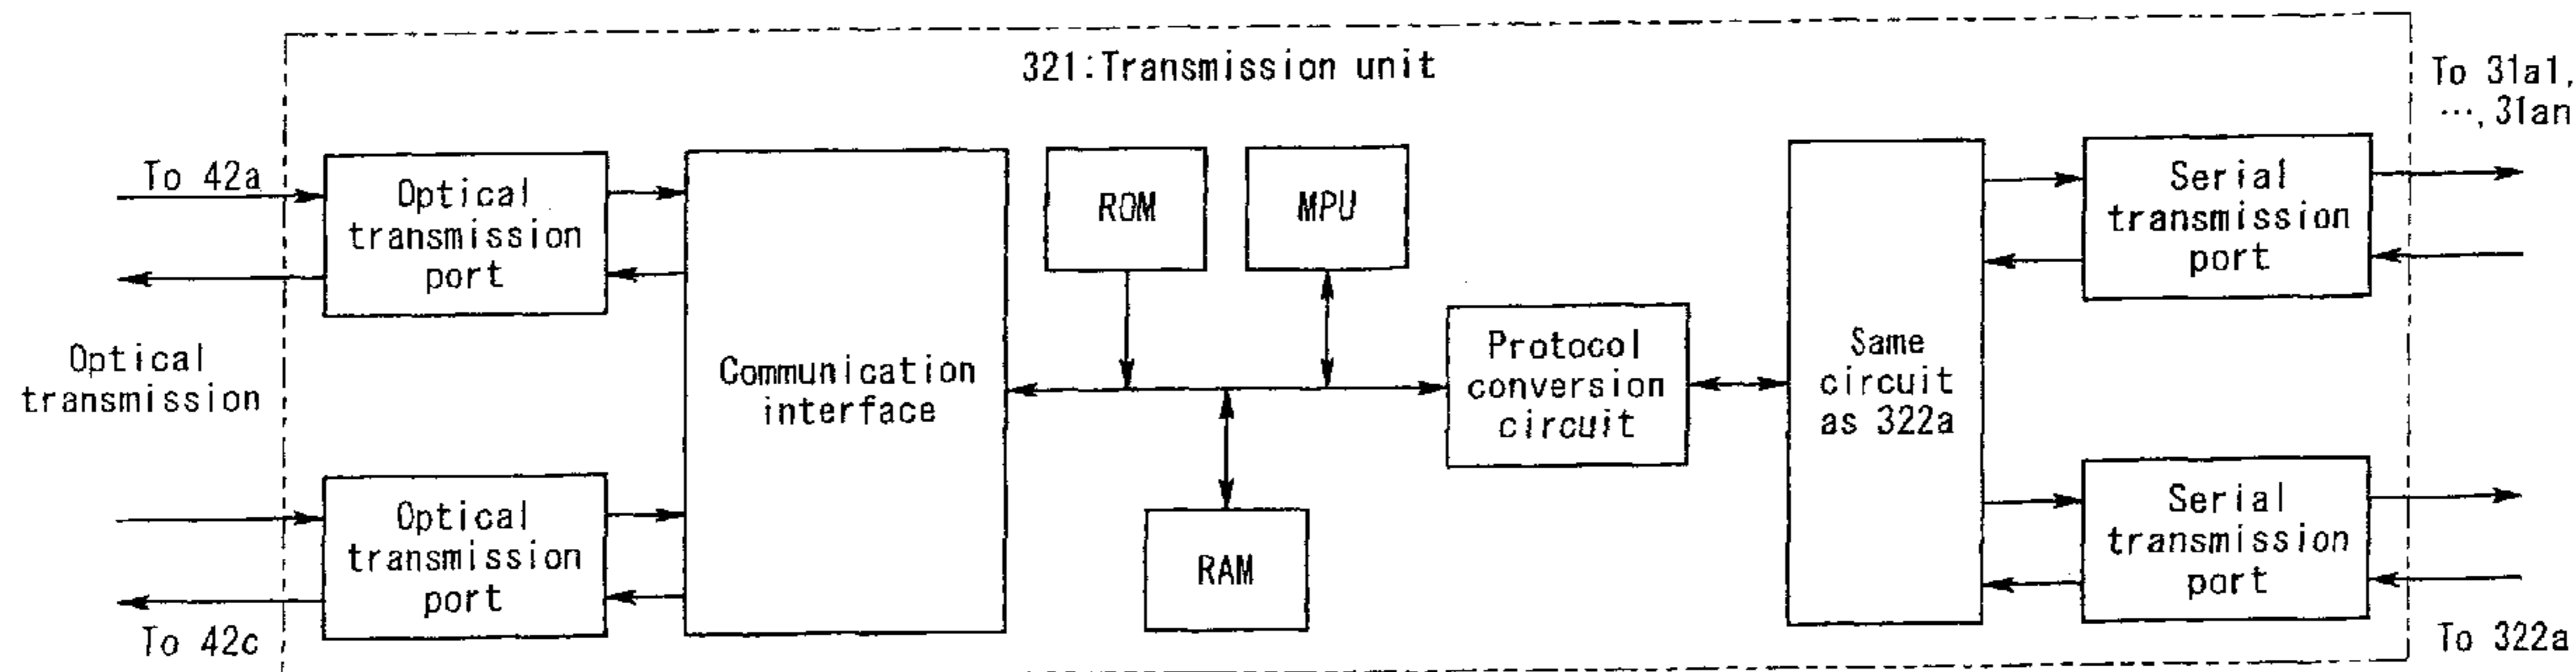 321:Transmission unit
To 31a1,
…,31an
To 42a
Optical
transmission
port
Optical
transmission
Optical
transmission
port
To 42c
Communication
interface
ROM
MPU
RAM
Protocol
conversion
circuit
Same
circuit
as 322a
Serial
transmission
port
Serial
transmission
port
To 322a